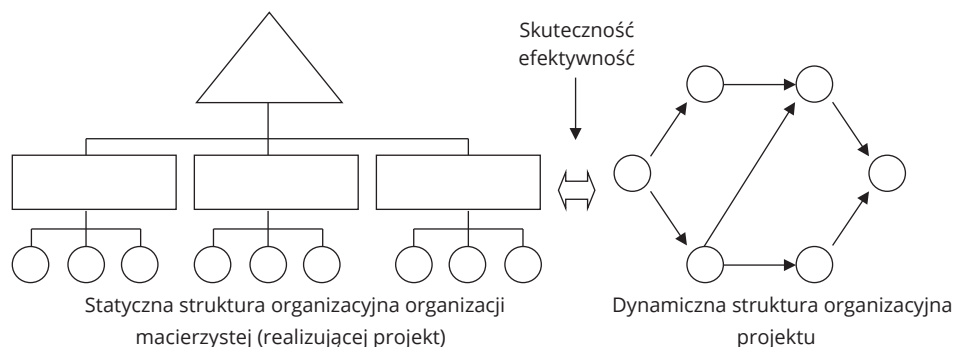 Skuteczność
efektywność
Statyczna struktura organizacyjna organizacji
macierzystej (realizującej projekt)
Dynamiczna struktura organizacyjna
projektu